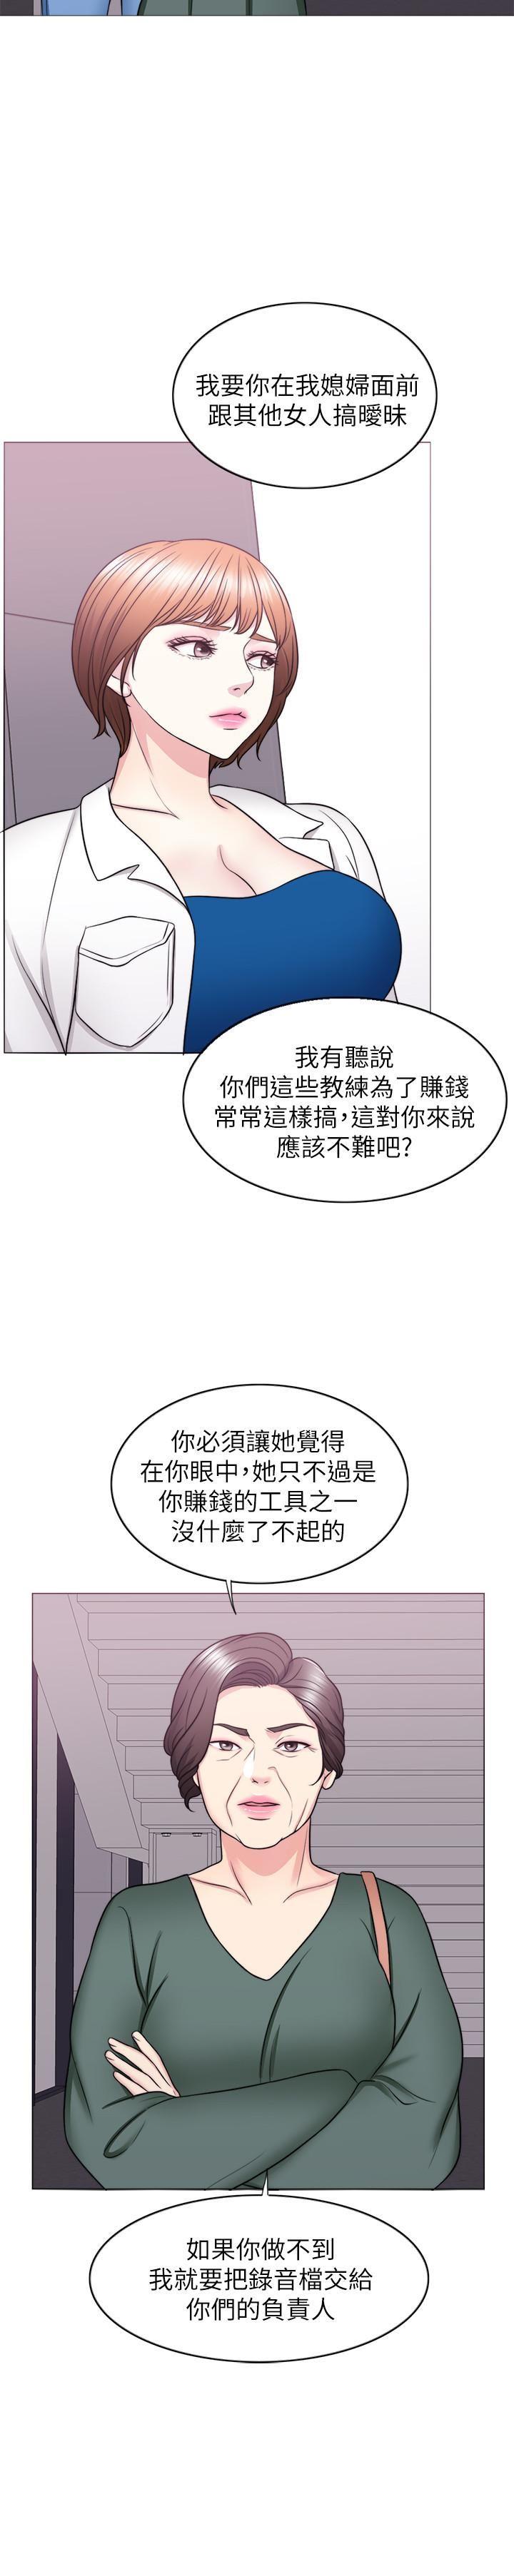 我要你在我媳婦面前
跟其他女人搞曖昧
我有聽說
你們這些教練為了賺錢
常常這樣搞，這對你來說
應該不難吧?
你必須讓她覺得
在你眼中，她只不過是
你賺錢的工具之一
沒什麼了不起的
如果你做不到
我就要把錄音檔交給
你們的負責人